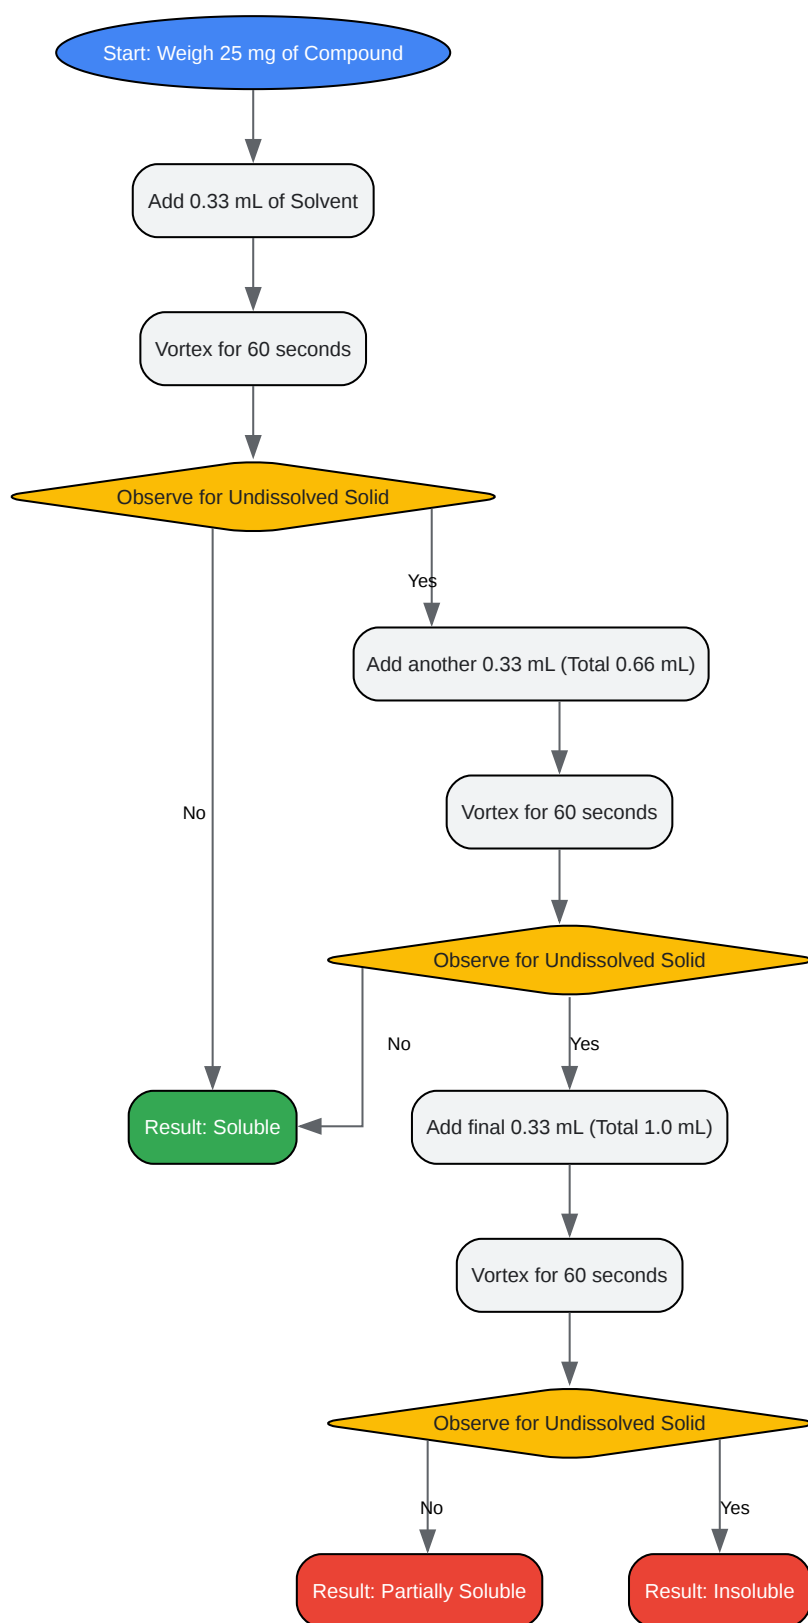 Start: Weigh 25 mg of Compound
Add 0.33 mL of Solvent
Vortex for 60 seconds
Observe for Undissolved Solid
Yes
Add another 0.33 mL (Total 0.66 mL)
Vortex for 60 seconds
No
Observe for Undissolved Solid
No
Yes
Result: Soluble
Add final 0.33 mL (Total 1.0 mL)
Vortex for 60 seconds
Observe for Undissolved Solid
No
Yes
Result: Partially Soluble
Result: Insoluble